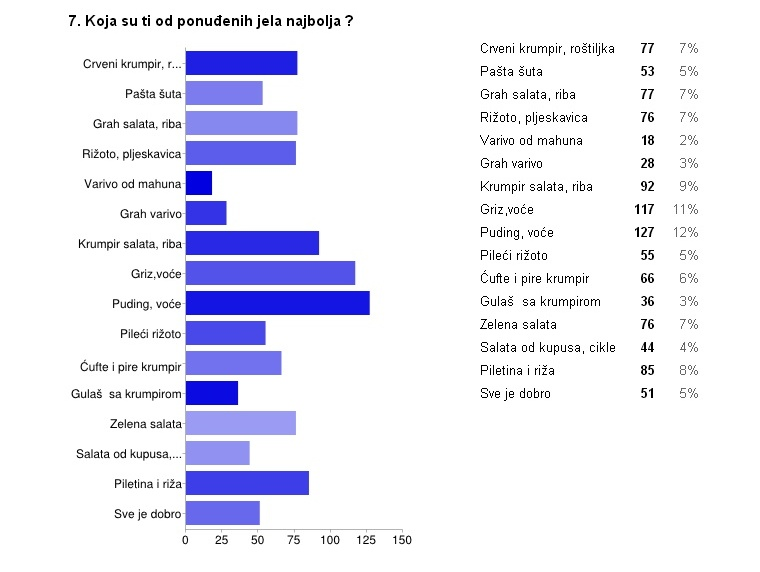 7. Koja su ti od ponuđenih jela najbolja ?
Crveni krumpir, r...
Pašta šuta
Grah salata, riba
Rižoto, pljeskavica
Varivo od mahuna
Grah varivo
Krumpir salata, riba
Griz,voće
Puding, voće
Pileći rižoto
Ćufte i pire krumpir
Gulaš  sa krumpirom
Zelena salata
Salata od kupusa,...
Piletina i riža
Sve je dobro
0 25 50 75 100 125 150
Crveni krumpir, roštiljka 77 7%
Pašta šuta 53 5%
Grah salata, riba 77 7%
Rižoto, pljeskavica 76 7%
Varivo od mahuna 18 2%
Grah varivo 28 3%
Krumpir salata, riba 92 9%
Griz,voće 117 11%
Puding, voće 127 12%
Pileći rižoto 55 5%
Ćufte i pire krumpir 66 6%
Gulaš  sa krumpirom 36 3%
Zelena salata 76 7%
Salata od kupusa, cikle 44 4%
Piletina i riža 85 8%
Sve je dobro 51 5%